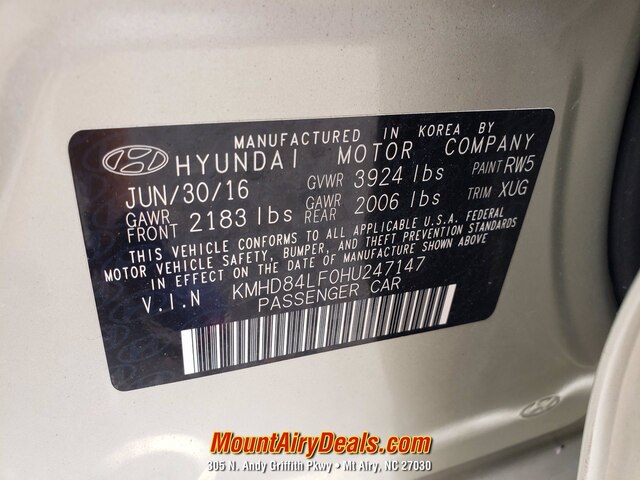 MANUFACTURED IN KOREA BY
HYUNDAI MOTOR COMPANY
JUN/30/16 GVWR 3924 lbs PAINT RW5
GAWR FRONT 2183 lbs GAWR REAR 2006 lbs TRIM XUG
THIS VEHICLE CONFORMS TO ALL APPLICABLE U.S.A. FEDERAL
MOTOR VEHICLE SAFETY, BUMPER, AND THEFT PREVENTION
STANDARDS IN EFFECT ON THE DATE OF MANUFACTURE SHOWN ABOVE
V.I.N KMHD84LF0HU247147
PASSENGER CAR
MountAiryDeals.com
305 N. Andy Griffith Pkwy • Mt Airy, NC 27030